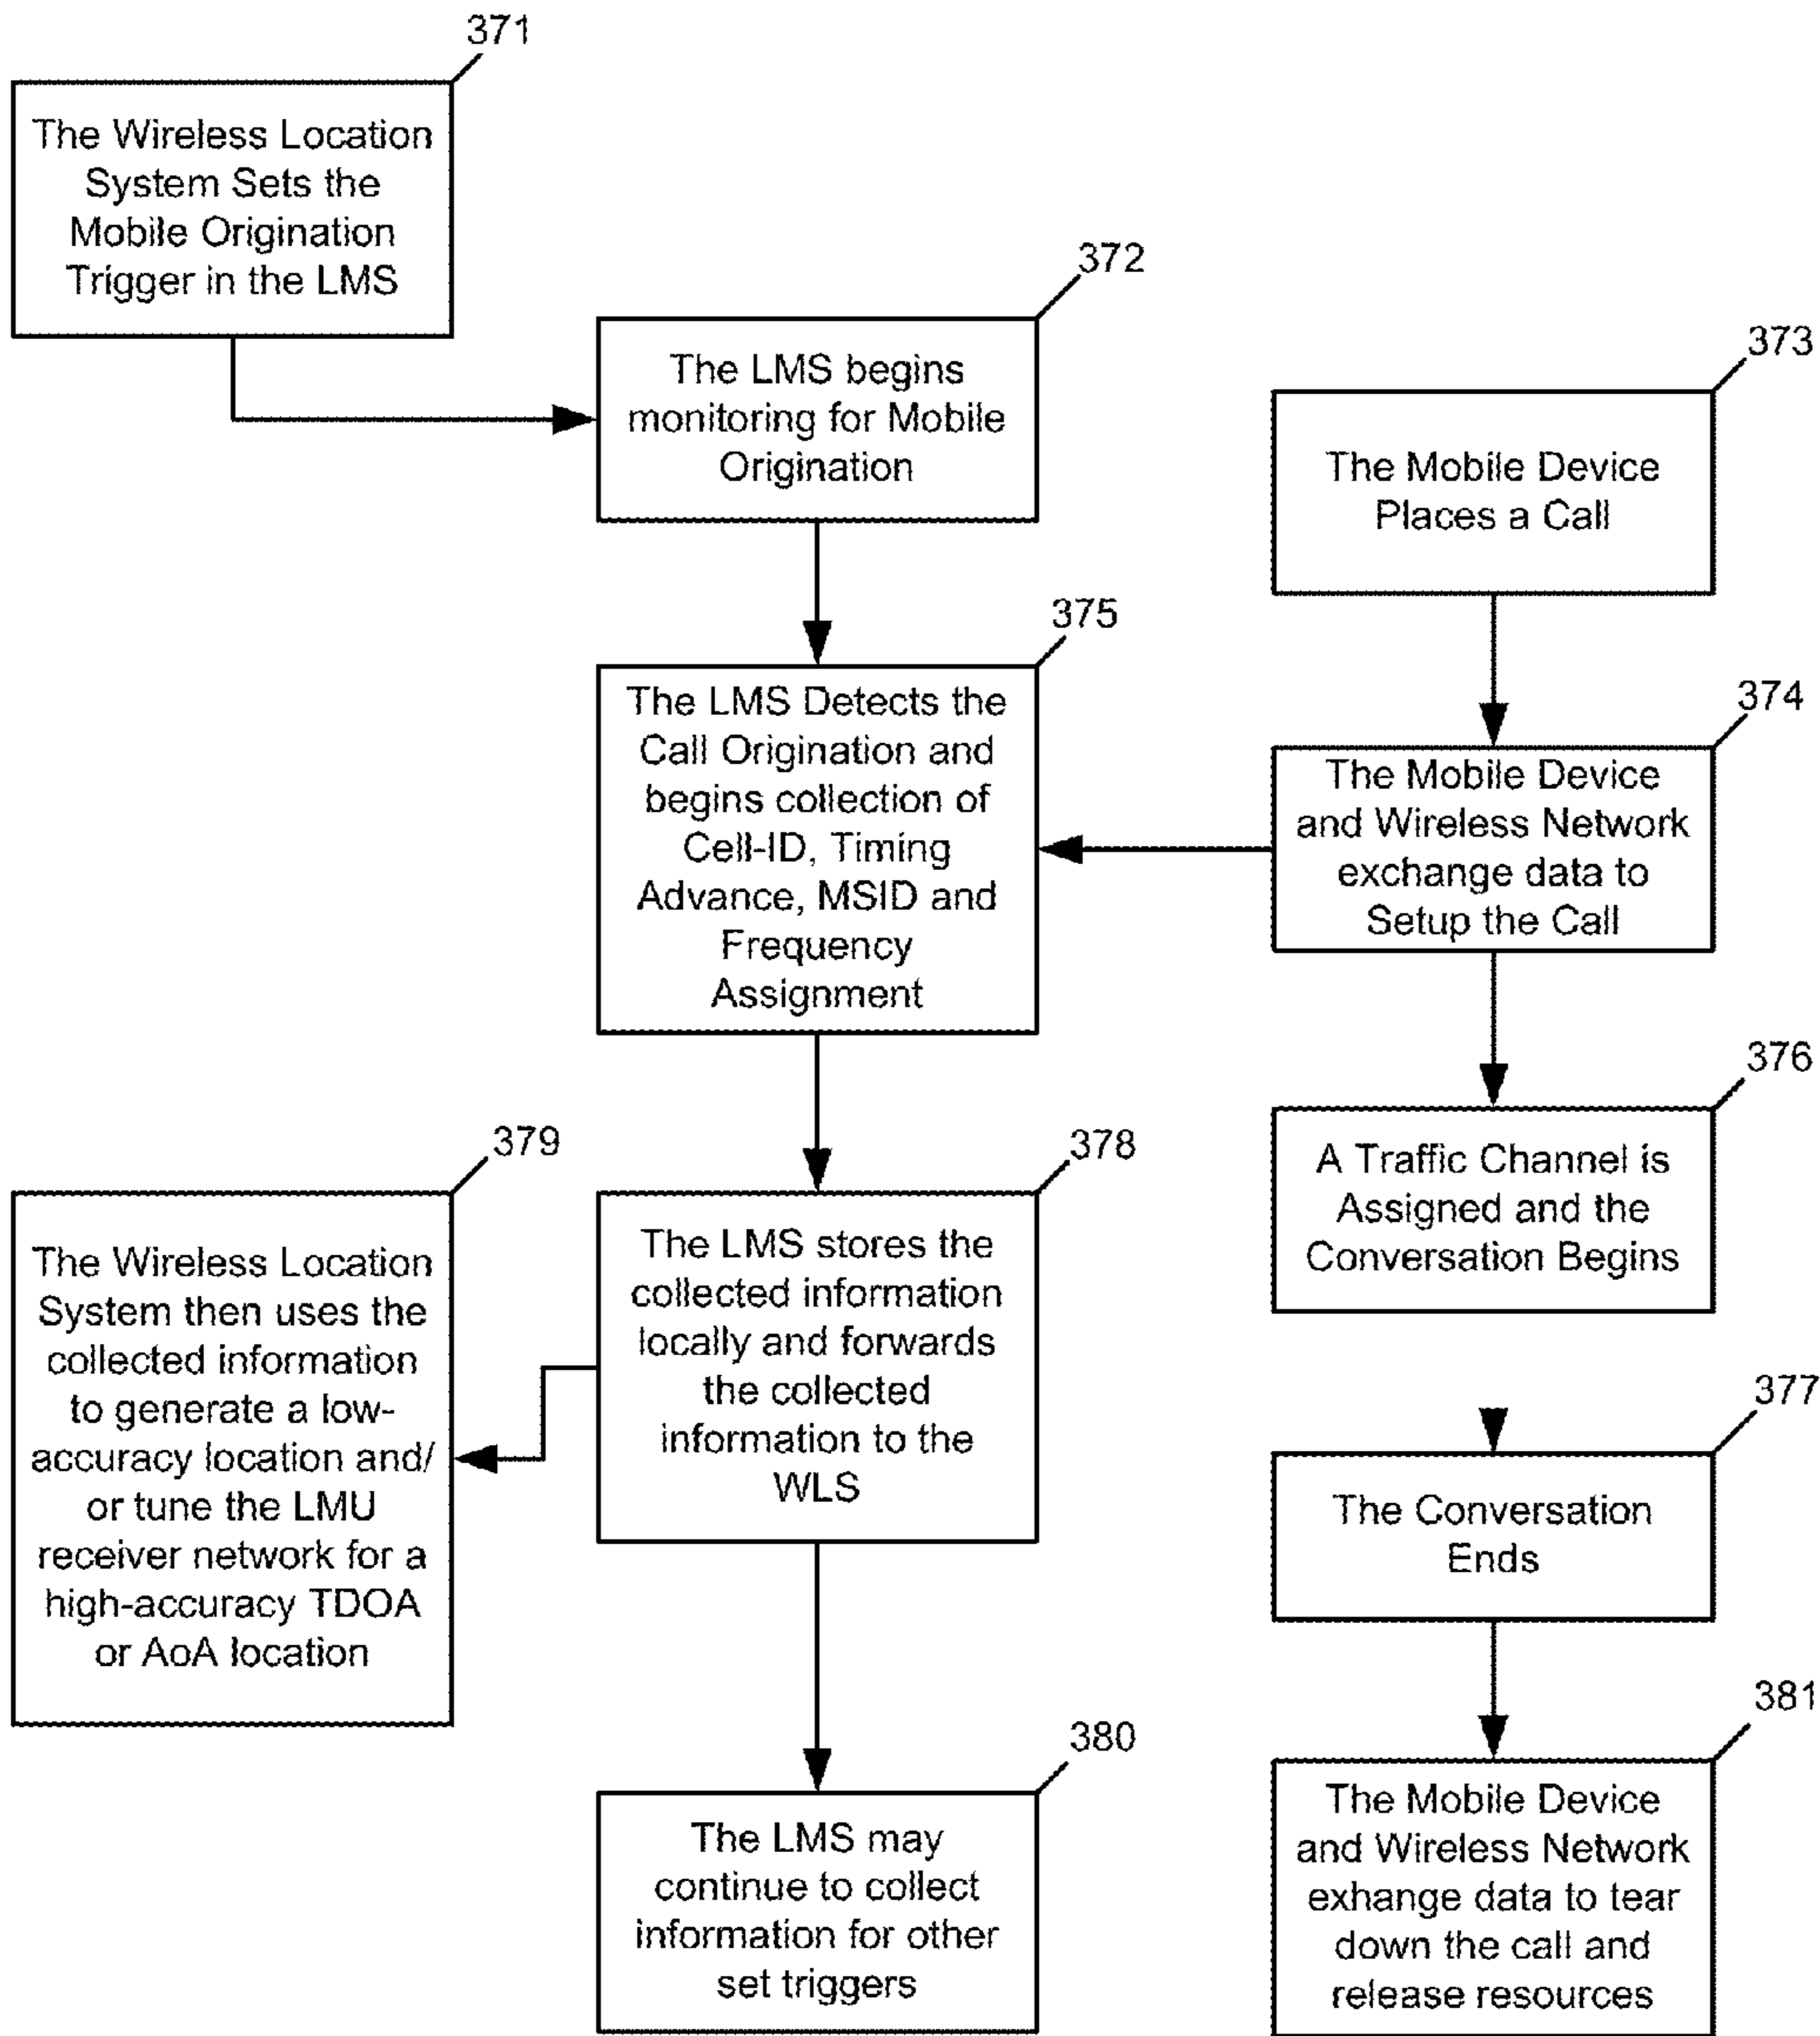 371
The Wireless Location
System Sets the
Mobile Origination
Trigger in the LMS
372
The LMS begins
monitoring for Mobile
Origination
373
The Mobile Device
Places a Call
374
The Mobile Device
and Wireless Network
exchange data to
Setup the Call
375
The LMS Detects the
Call Origination and
begins collection of
Cell-ID, Timing
Advance, MSID and
Frequency
Assignment
376
A Traffic Channel is
Assigned and the
Conversation Begins
377
The Conversation
Ends
378
The LMS stores the
collected information
locally and forwards
the collected
information to the
WLS
379
The Wireless Location
System then uses the
collected information
to generate a low-
accuracy location and/
or tune the LMU
receiver network for a
high-accuracy TDOA
or AoA location
380
The LMS may
continue to collect
information for other
set triggers
381
The Mobile Device
and Wireless Network
exhange data to tear
down the call and
release resources